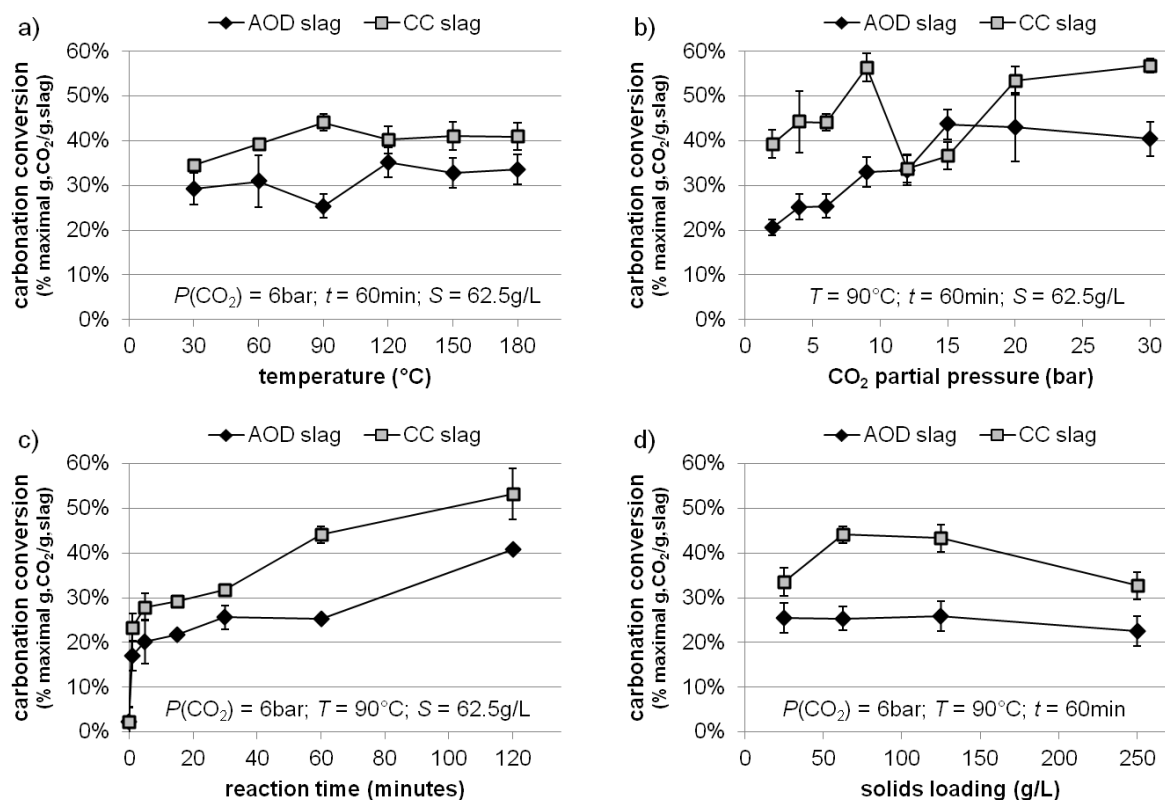 a)
AOD slag CC slag
carbonation conversion
(% maximal g,CO₂/g,slag)
60%
50%
40%
30%
20%
10%
0%
P(CO₂) = 6bar; t = 60min; S = 62.5g/L
0 30 60 90 120 150 180
temperature (°C)
b)
AOD slag CC slag
carbonation conversion
(% maximal g,CO₂/g,slag)
60%
50%
40%
30%
20%
10%
0%
T = 90°C; t = 60min; S = 62.5g/L
0 5 10 15 20 25 30
CO₂ partial pressure (bar)
c)
AOD slag CC slag
carbonation conversion
(% maximal g,CO₂/g,slag)
60%
50%
40%
30%
20%
10%
0%
P(CO₂) = 6bar; T = 90°C; S = 62.5g/L
0 20 40 60 80 100 120
reaction time (minutes)
d)
AOD slag CC slag
carbonation conversion
(% maximal g,CO₂/g,slag)
60%
50%
40%
30%
20%
10%
0%
P(CO₂) = 6bar; T = 90°C; t = 60min
0 50 100 150 200 250
solids loading (g/L)